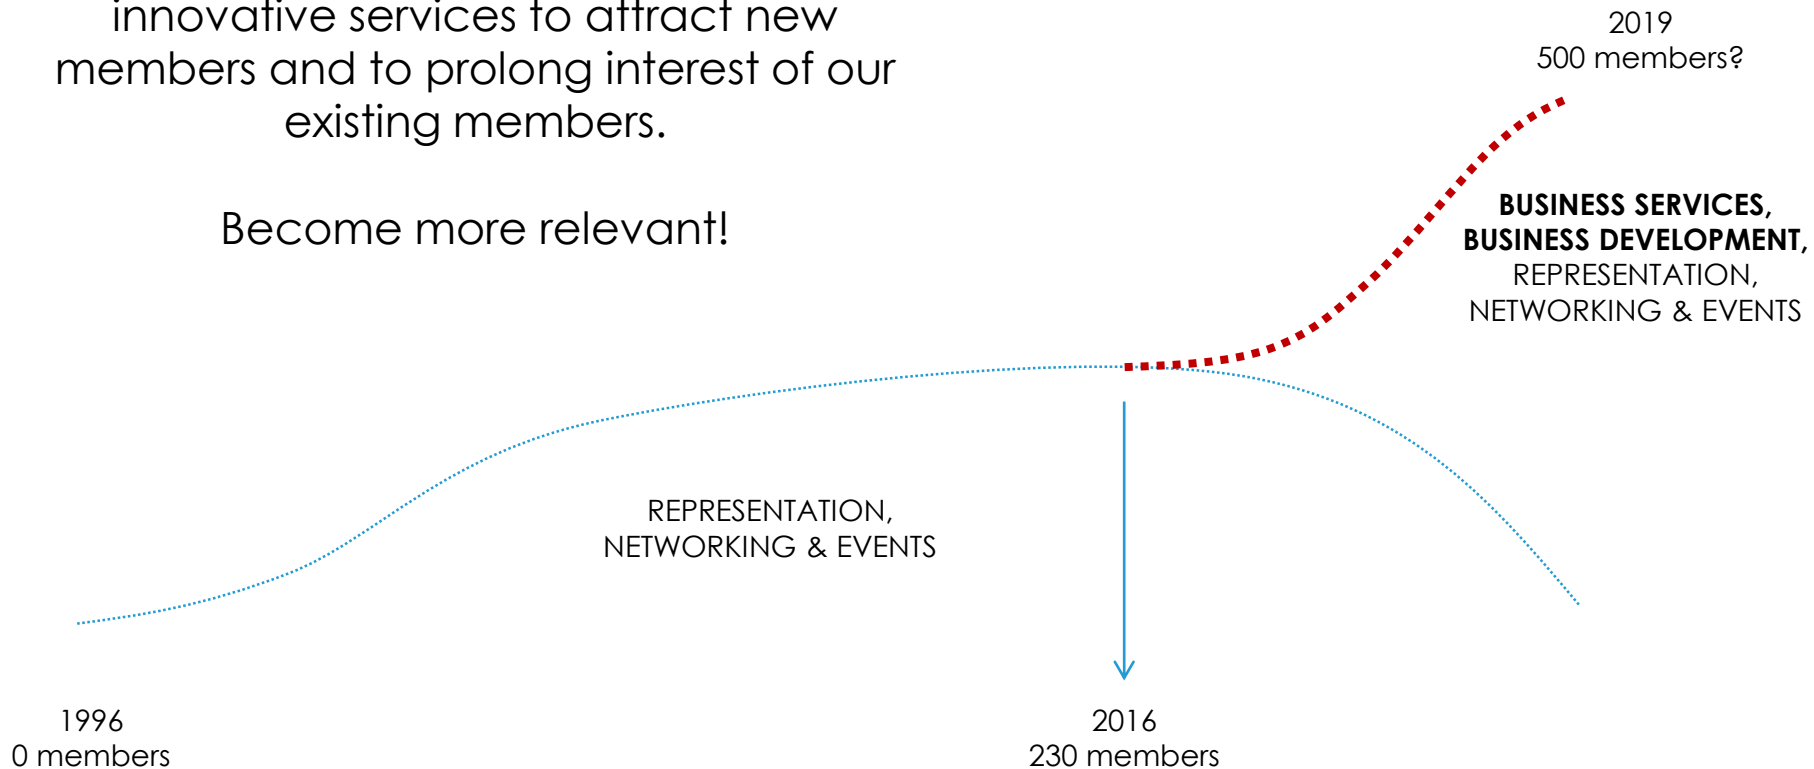 innovative services to attract new
members and to prolong interest of our
existing members.
Become more relevant!
2019
500 members?
BUSINESS SERVICES,
BUSINESS DEVELOPMENT,
REPRESENTATION,
NETWORKING & EVENTS
REPRESENTATION,
NETWORKING & EVENTS
1996
0 members
2016
230 members